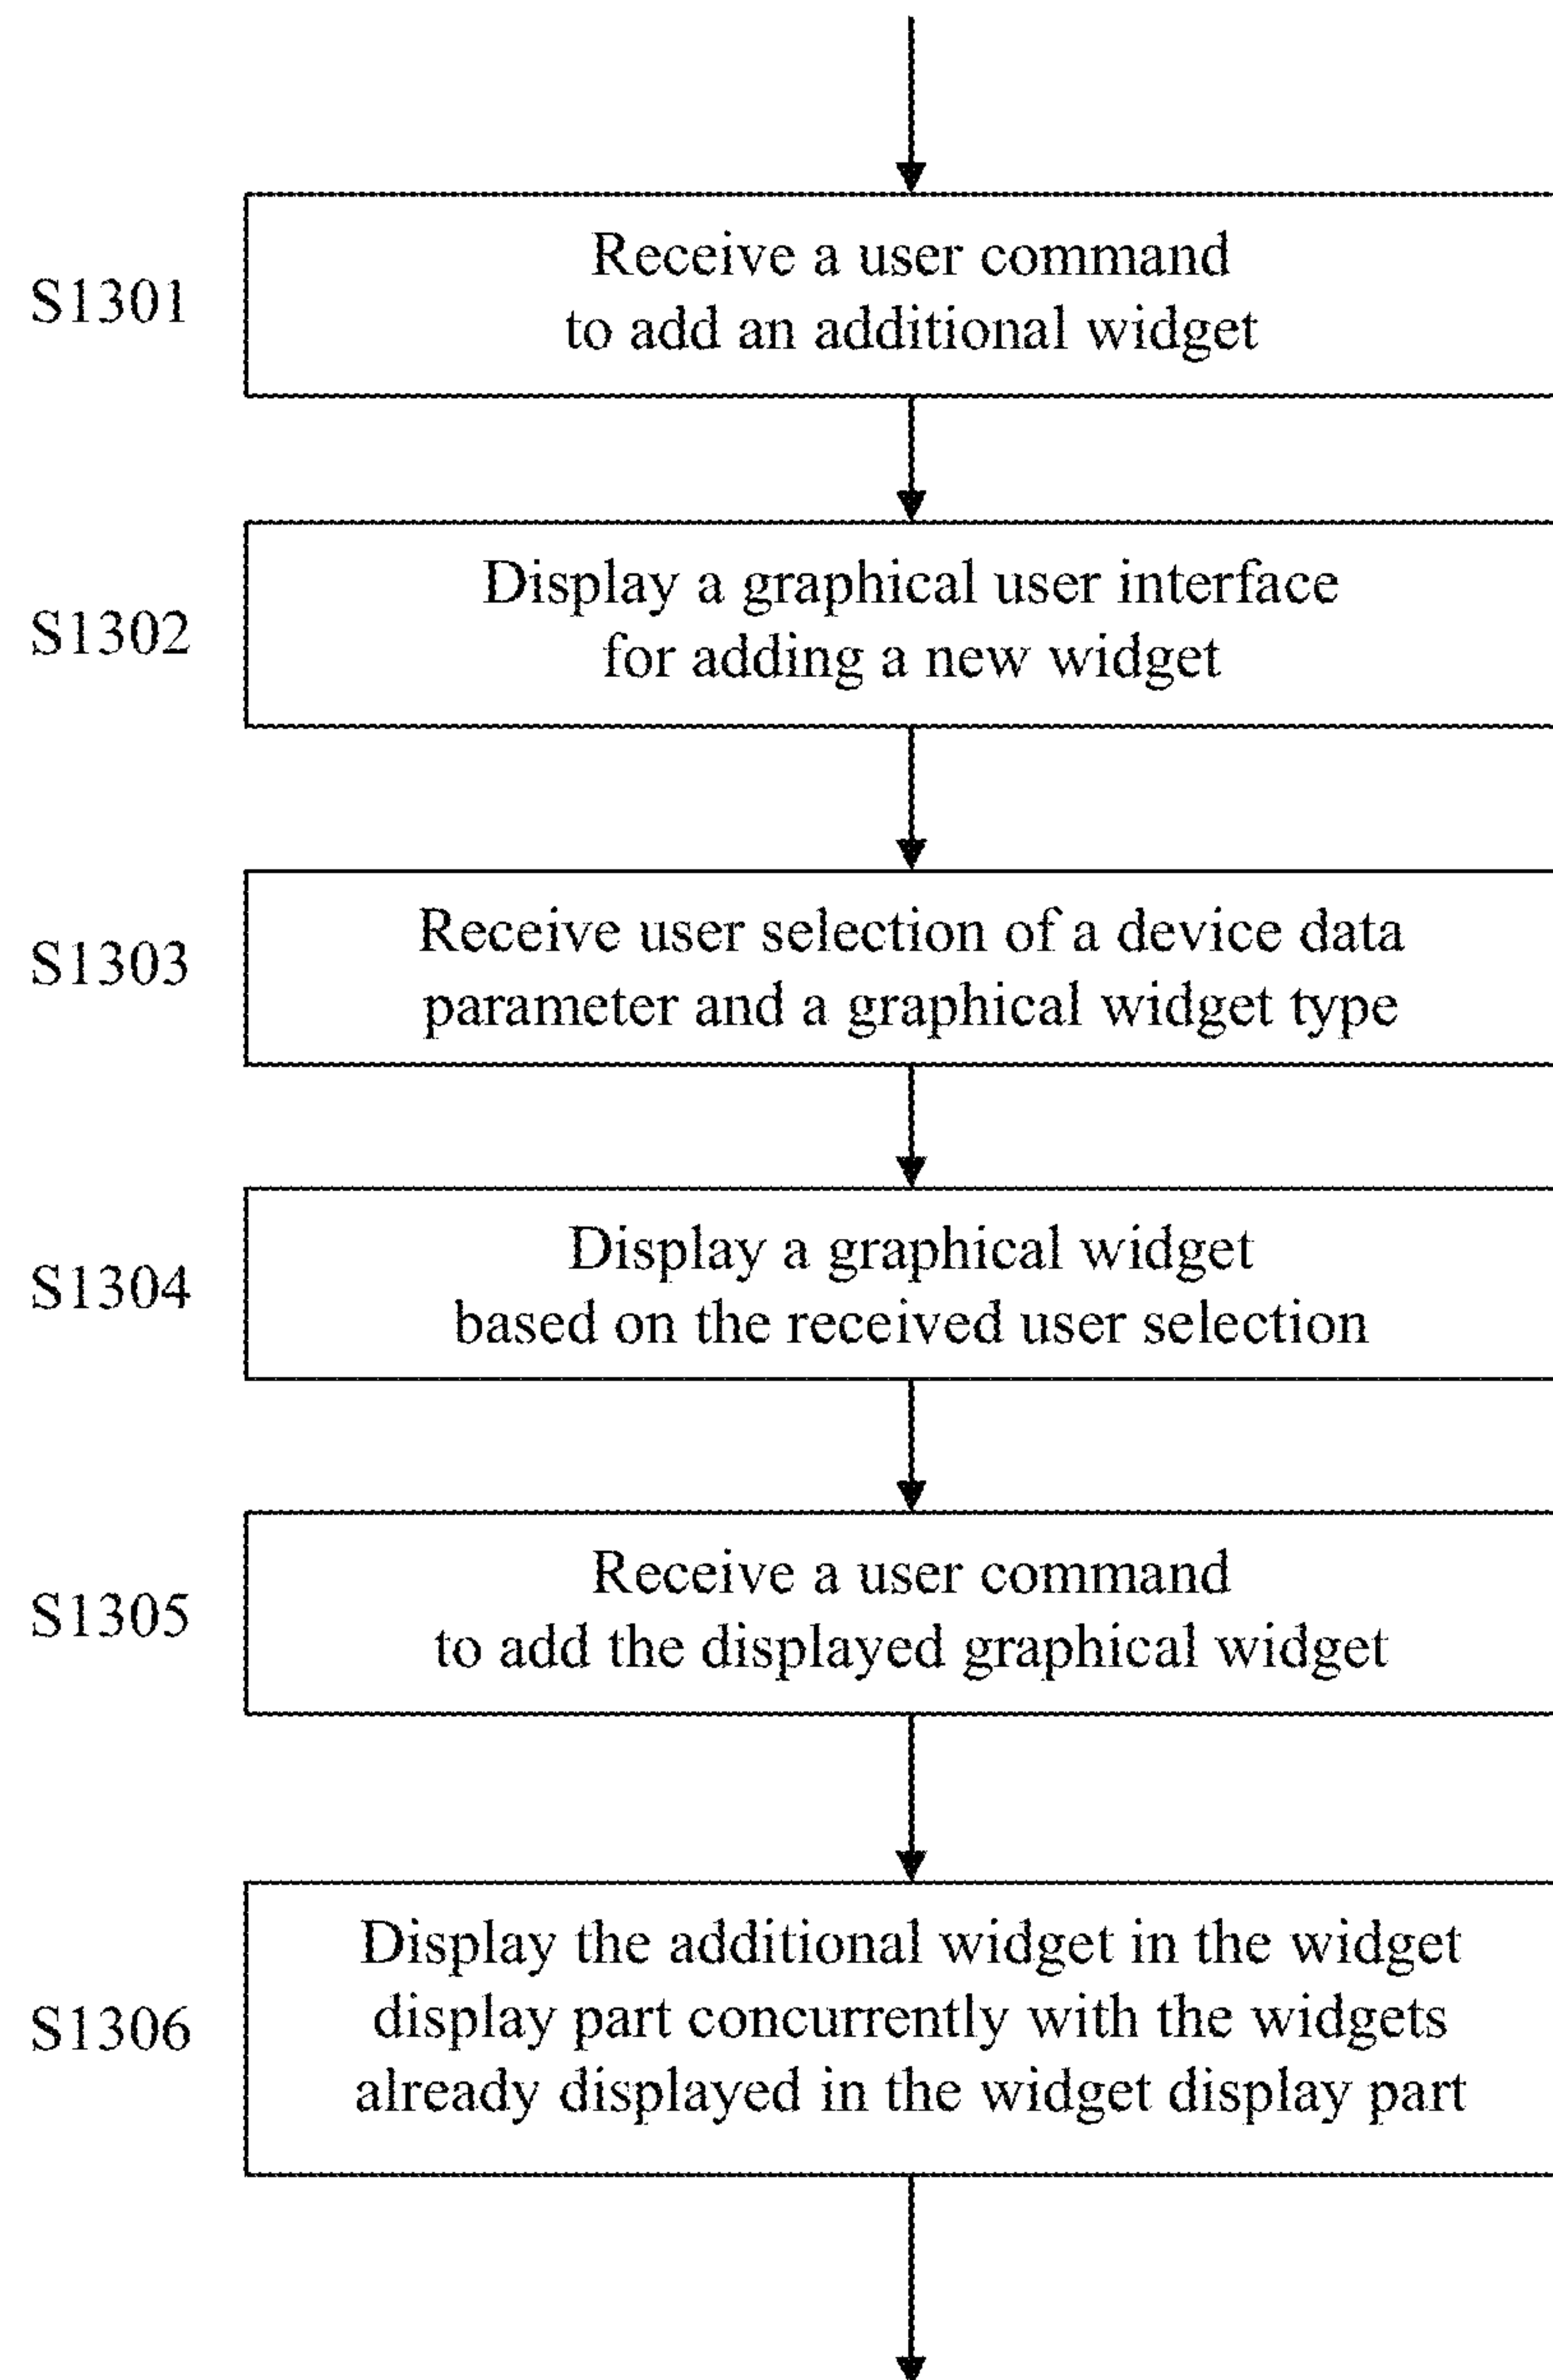 S1301
Receive a user command
to add an additional widget
S1302
Display a graphical user interface
for adding a new widget
S1303
Receive user selection of a device data
parameter and a graphical widget type
S1304
Display a graphical widget
based on the received user selection
S1305
Receive a user command
to add the displayed graphical widget
S1306
Display the additional widget in the widget
display part concurrently with the widgets
already displayed in the widget display part